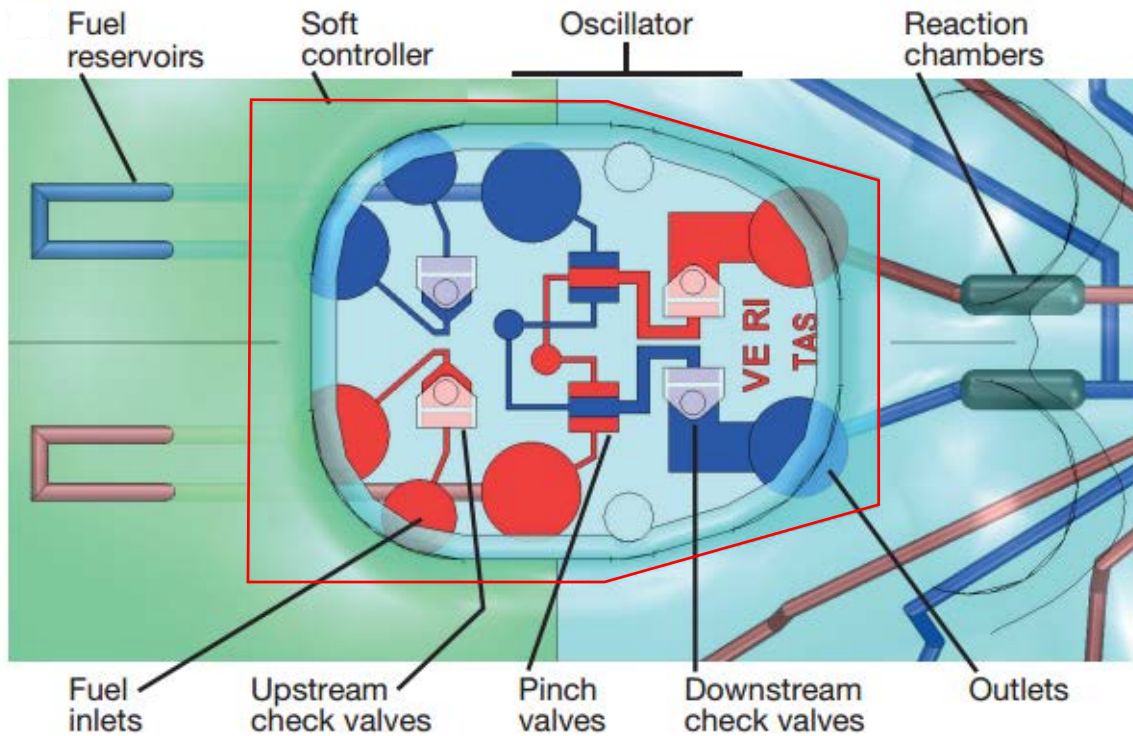 Fuel
reservoirs
Soft
controller
Oscillator
Reaction
chambers
VE RI
TAS
Fuel
inlets
Upstream
check valves
Pinch
valves
Downstream
check valves
Outlets